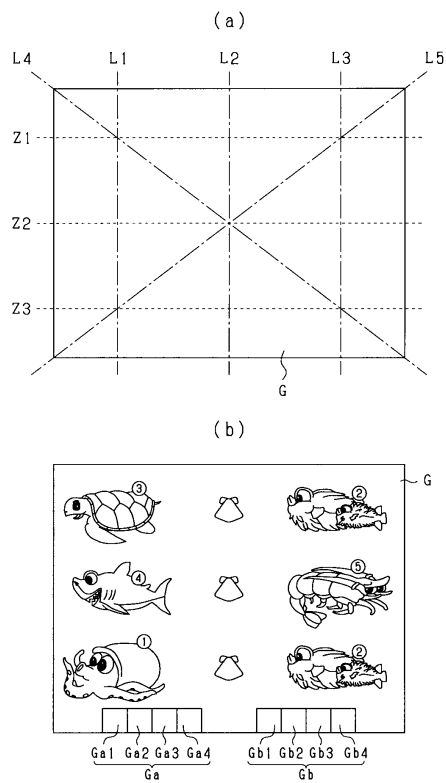 (a)
L4 L1 L2 L3 L5
Z1
Z2
Z3
G
(b)
G
③ ②
④ ⑤
① ②
Ga1 Ga2 Ga3 Ga4 Gb1 Gb2 Gb3 Gb4
Ga Gb